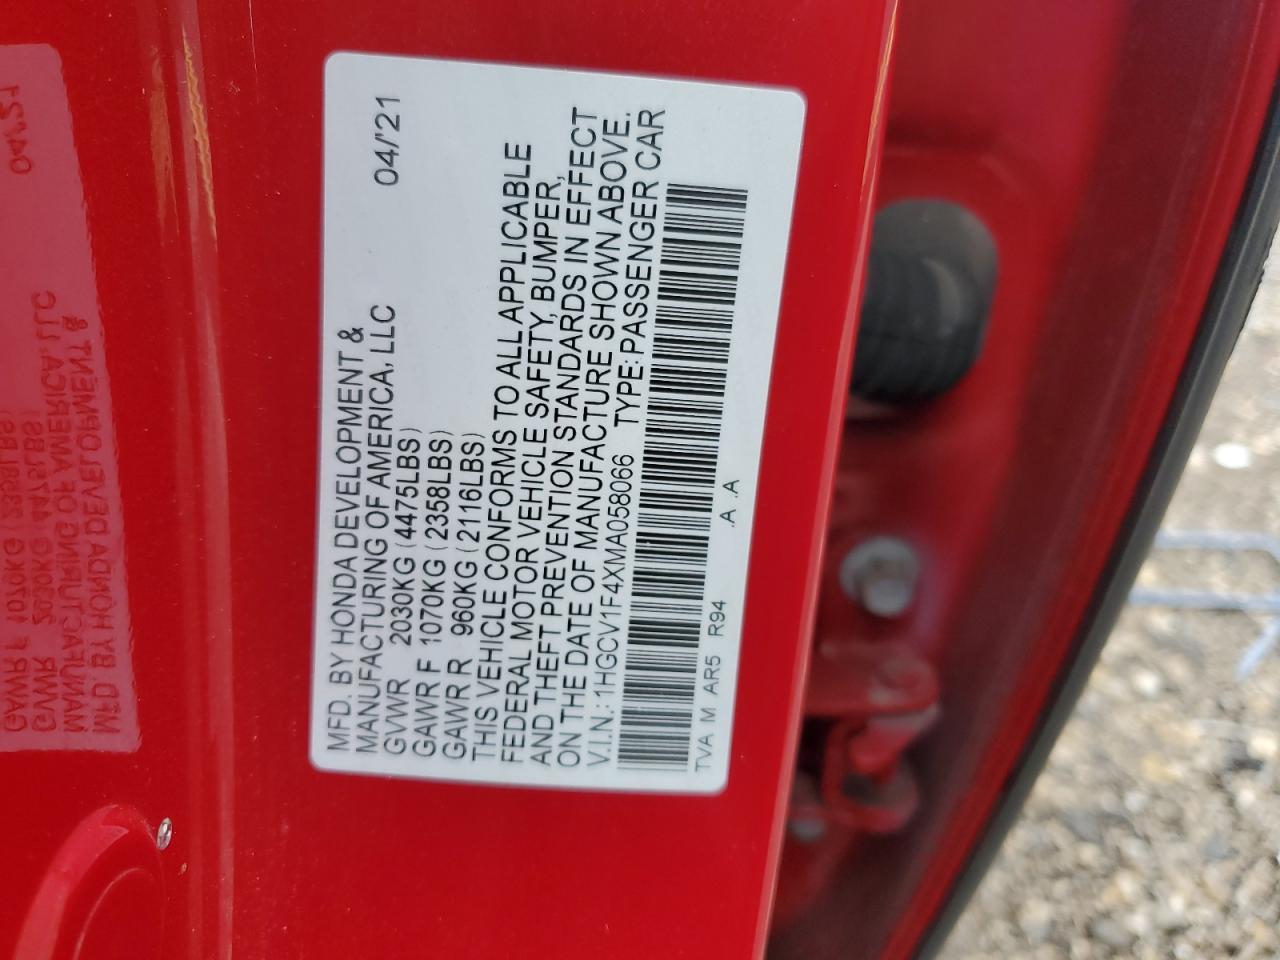 MFD. BY HONDA DEVELOPMENT &
MANUFACTURING OF AMERICA, LLC 04/'21
GVWR 2030KG (4475LBS)
GAWR F 1070KG (2358LBS)
GAWR R 960KG (2116LBS)
THIS VEHICLE CONFORMS TO ALL APPLICABLE
FEDERAL MOTOR VEHICLE SAFETY, BUMPER,
AND THEFT PREVENTION STANDARDS IN EFFECT
ON THE DATE OF MANUFACTURE SHOWN ABOVE.
V.I.N.: 1HGCV1F4XMA058066 TYPE: PASSENGER CAR
TVA M AR5 R94 .A .A